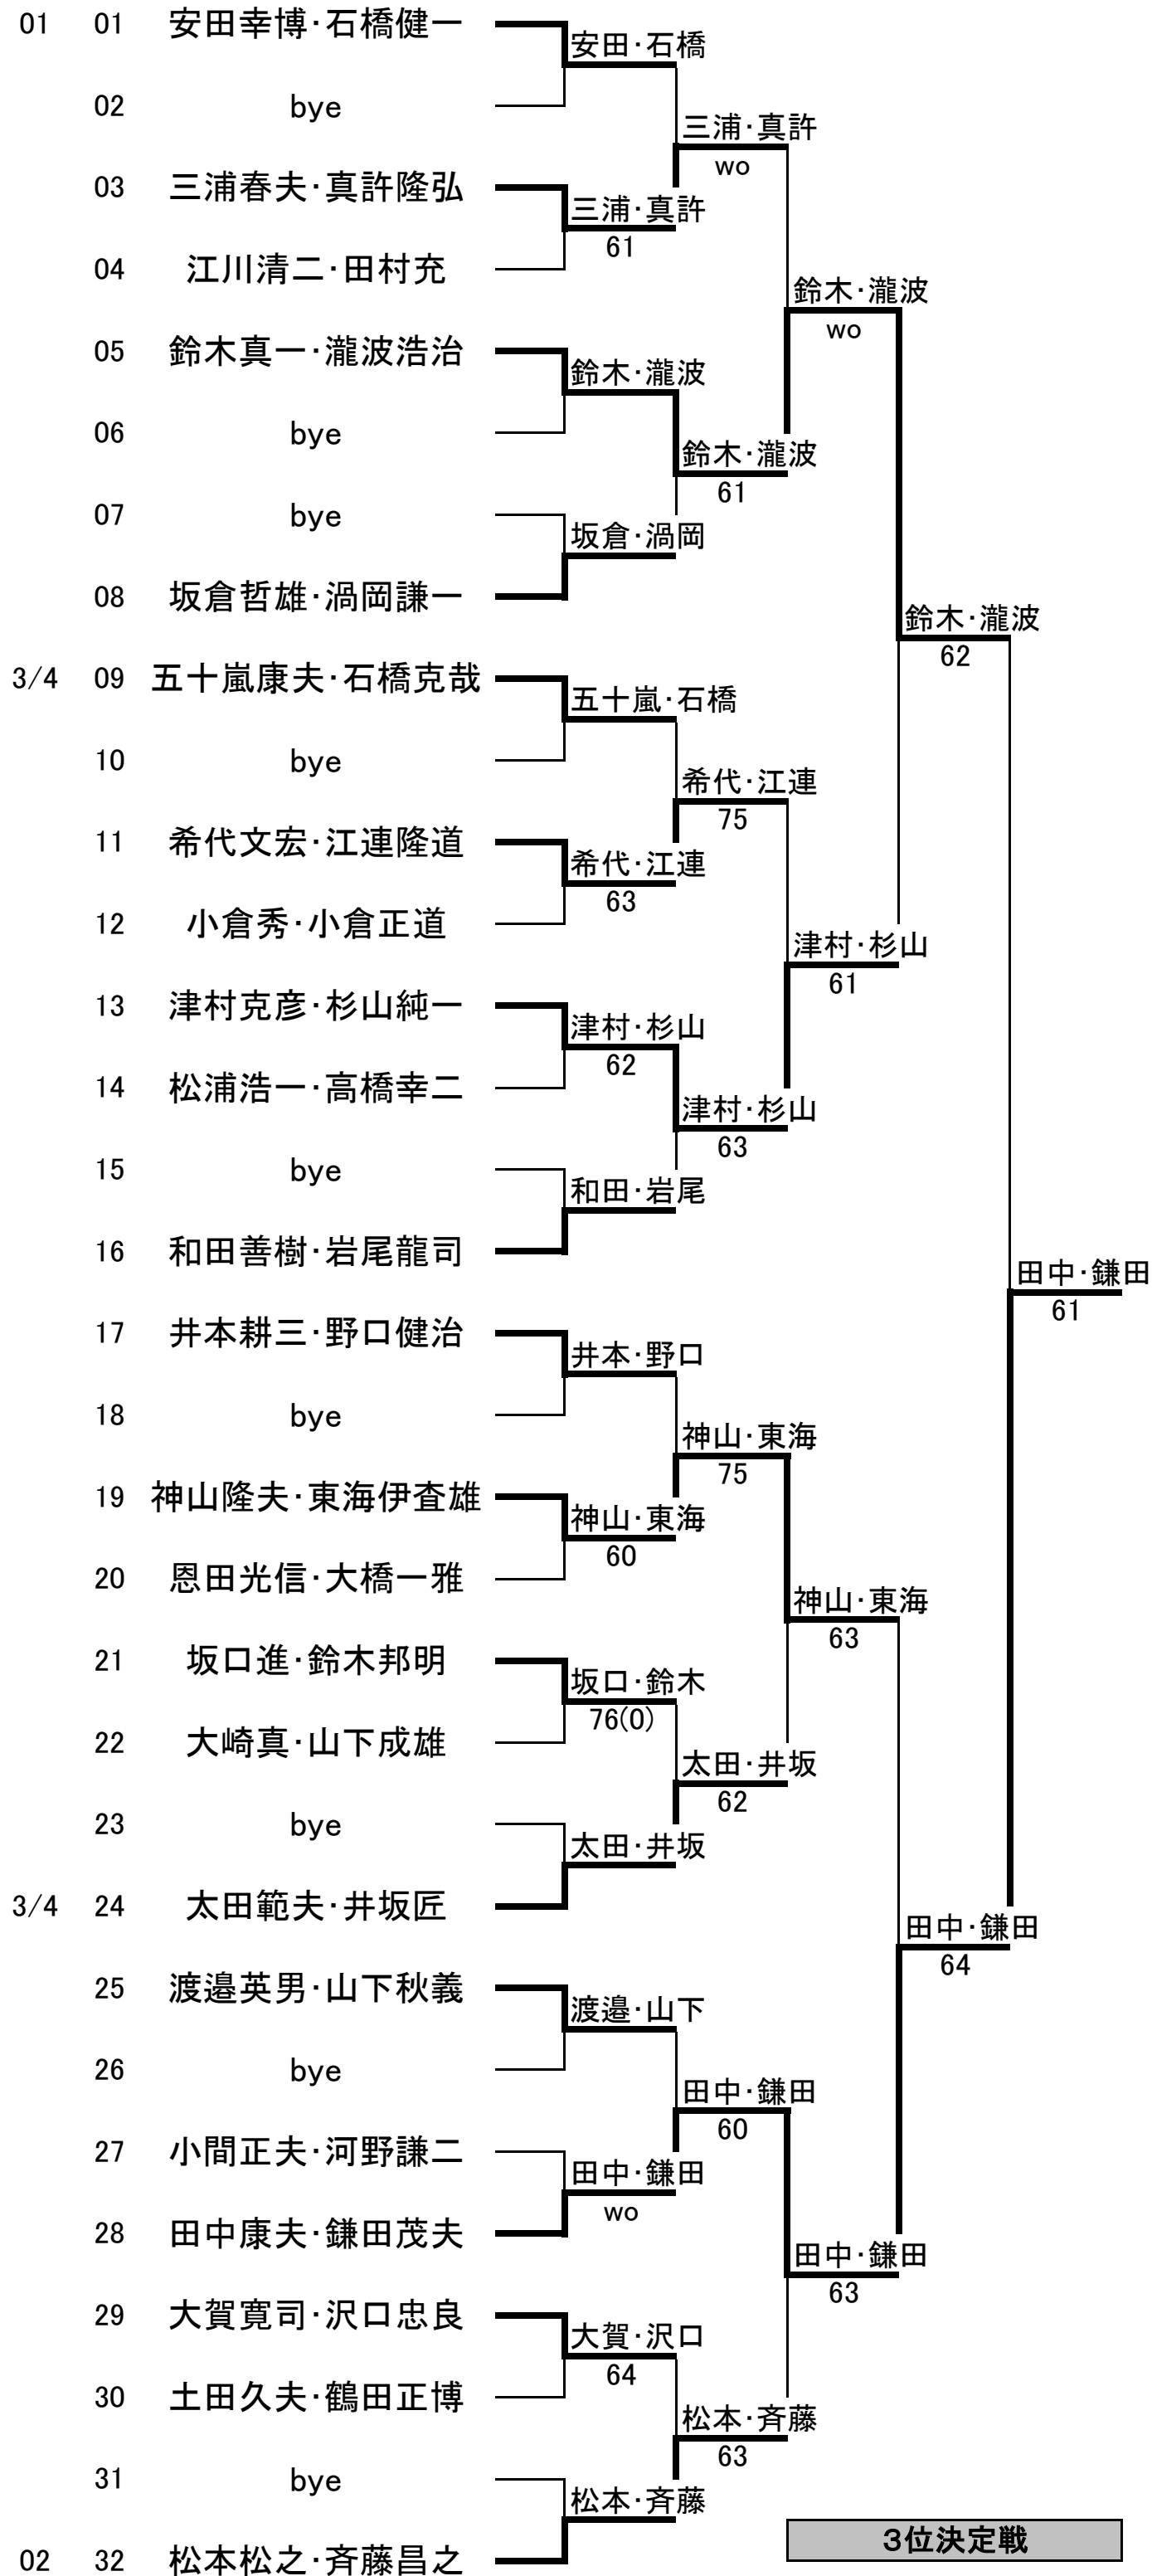 01 01 安田幸博·石橋健一
安田·石橋
02 bye
三浦·真許
wo
03 三浦春夫·真許隆弘
三浦·真許
61
04 江川清二·田村充
鈴木·瀧波
wo
05 鈴木真一·瀧波浩治
鈴木·瀧波
06 bye
鈴木·瀧波
61
07 bye
坂倉·渦岡
08 坂倉哲雄·渦岡謙一
鈴木·瀧波
62
3/4 09 五十嵐康夫·石橋克哉
五十嵐·石橋
10 bye
希代·江連
75
11 希代文宏·江連隆道
希代·江連
63
12 小倉秀·小倉正道
津村·杉山
61
13 津村克彦·杉山純一
津村·杉山
62
14 松浦浩一·高橋幸二
津村·杉山
63
15 bye
和田·岩尾
16 和田善樹·岩尾龍司
田中·鎌田
61
17 井本耕三·野口健治
井本·野口
18 bye
神山·東海
75
19 神山隆夫·東海伊査雄
神山·東海
60
20 恩田光信·大橋一雅
神山·東海
63
21 坂口進·鈴木邦明
坂口·鈴木
76(0)
22 大崎真·山下成雄
太田·井坂
62
23 bye
太田·井坂
3/4 24 太田範夫·井坂匠
田中·鎌田
64
25 渡邉英男·山下秋義
渡邉·山下
26 bye
田中·鎌田
60
27 小間正夫·河野謙二
田中·鎌田
wo
28 田中康夫·鎌田茂夫
田中·鎌田
63
29 大賀寛司·沢口忠良
大賀·沢口
64
30 土田久夫·鶴田正博
松本·斉藤
63
31 bye
松本·斉藤
3位決定戦
02 32 松本松之·斉藤昌之